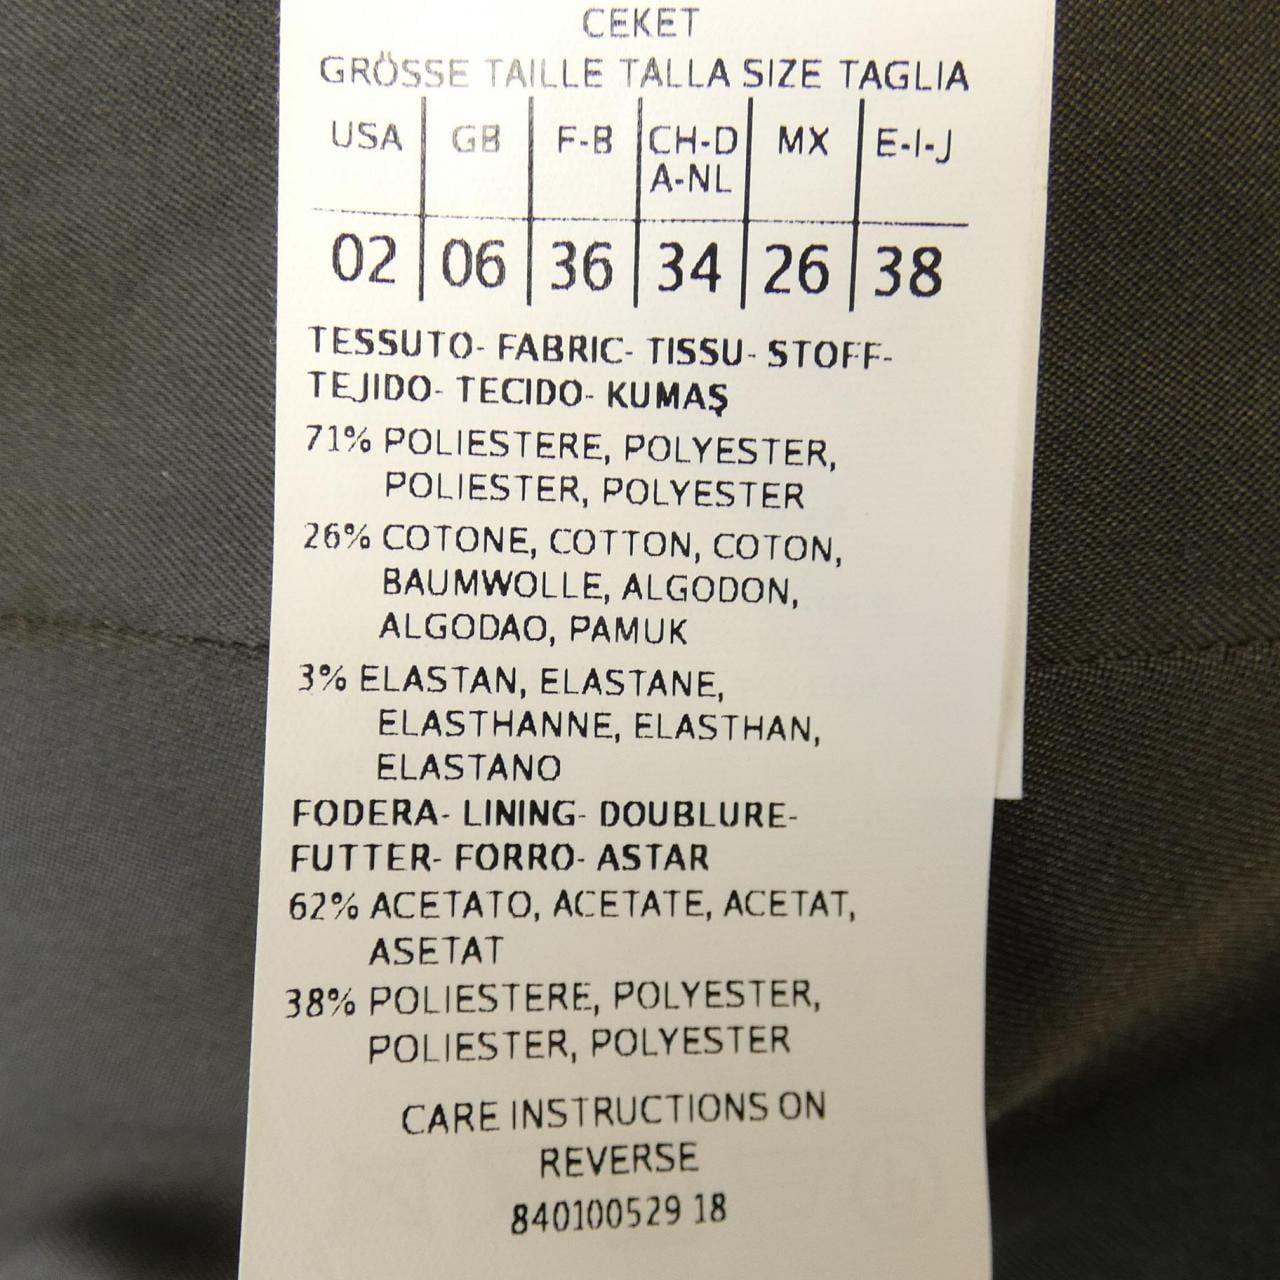 CEKET
GRÖSSE TAILLE TALLA SIZE TAGLIA
USA GB F-B CH-D A-NL MX E-I-J
02 06 36 34 26 38
TESSUTO- FABRIC- TISSU- STOFF-
TEJIDO- TECIDO- KUMAŞ
71% POLIESTERE, POLYESTER,
POLIESTER, POLYESTER
26% COTONE, COTTON, COTON,
BAUMWOLLE, ALGODON,
ALGODAO, PAMUK
3% ELASTAN, ELASTANE,
ELASTHANNE, ELASTHAN,
ELASTANO
FODERA- LINING- DOUBLURE-
FUTTER- FORRO- ASTAR
62% ACETATO, ACETATE, ACETAT,
ASETAT
38% POLIESTERE, POLYESTER,
POLIESTER, POLYESTER
CARE INSTRUCTIONS ON
REVERSE
840100529 18